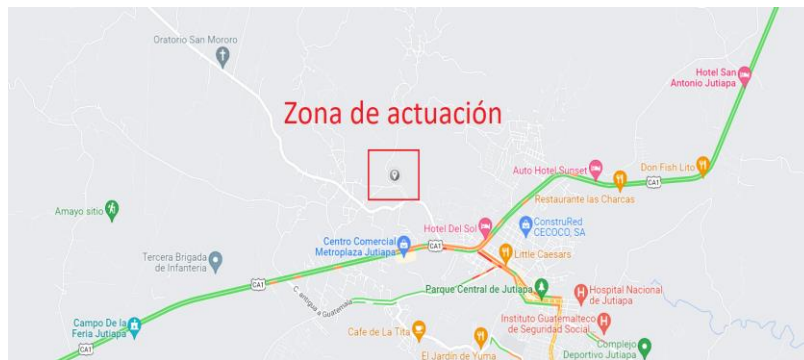 Oratorio San Mororo
Hotel San
Antonio Jutiapa
Zona de actuación
Auto Hotel Sunset
Don Fish Lito
CA1
Restaurante las Charcas
Amayo sitio
Hotel Del Sol
ConstruRed
CECOCO, SA
Centro Comercial
Metroplaza Jutiapa
CA1
Tercera Brigada
de Infanteria
Little Caesars
CA1
C. antigua a Guatemala
Parque Central de Jutiapa
Hospital Nacional
de Jutiapa
Campo De la
Feria Jutiapa
Instituto Guatemalteco
de Seguridad Social...
Cafe de La Tita
CA1
El Jardín de Yuma
Complejo
Deportivo Jutiapa